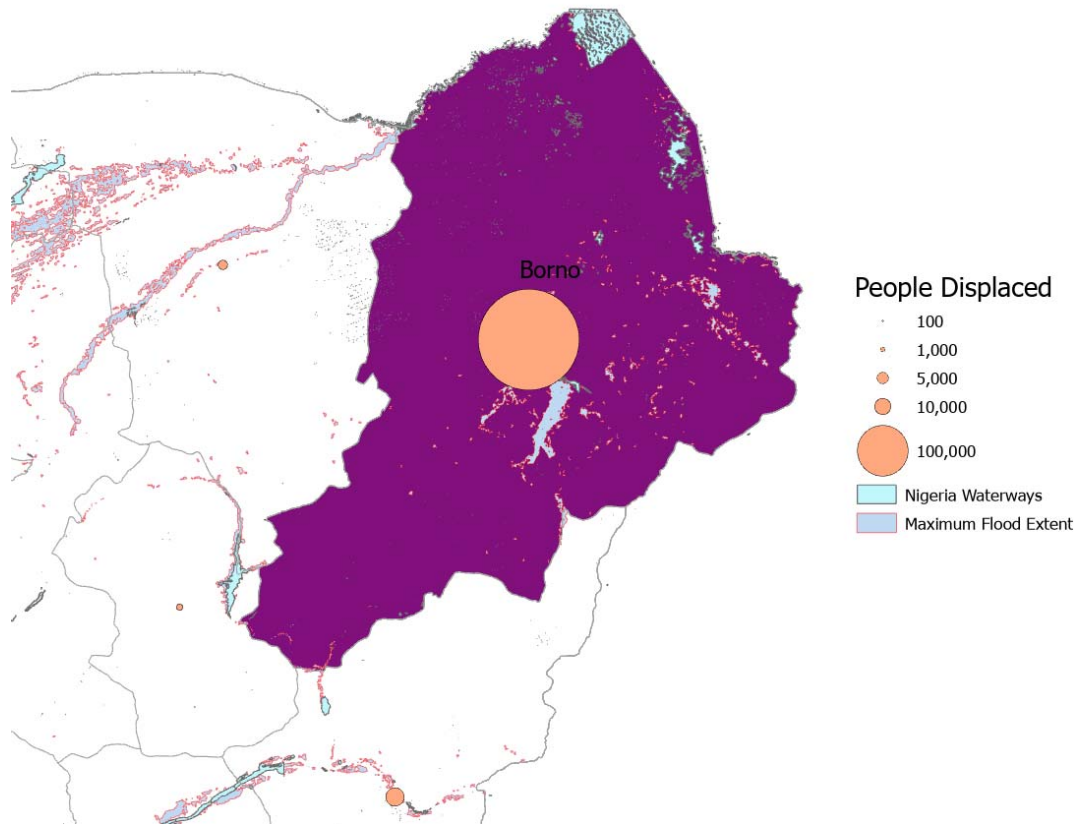 Borno
People Displaced
100
1,000
5,000
10,000
100,000
Nigeria Waterways
Maximum Flood Extent